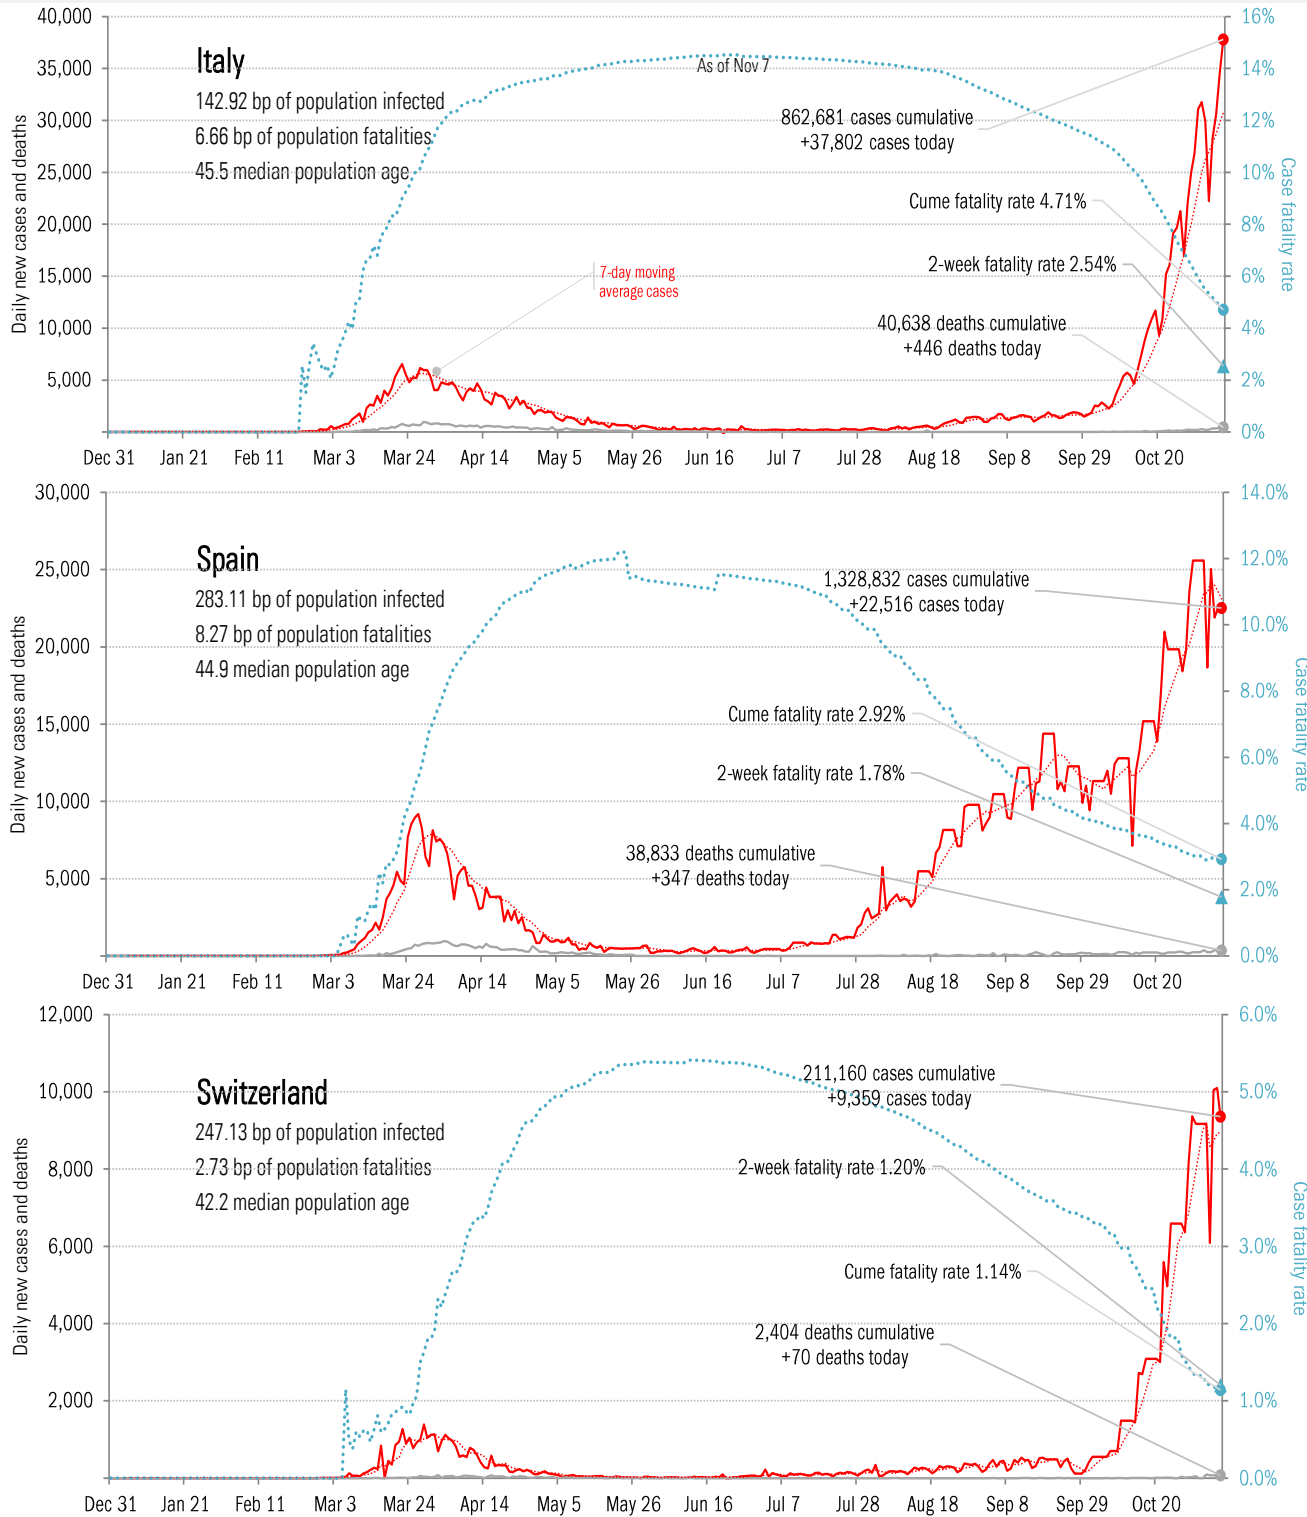 40,000
35,000
30,000
25,000
20,000
15,000
10,000
5,000
Daily new cases and deaths
16%
14%
12%
10%
8%
6%
4%
2%
0%
Case fatality rate
Italy
142.92 bp of population infected
6.66 bp of population fatalities
45.5 median population age
As of Nov 7
862,681 cases cumulative
+37,802 cases today
Cume fatality rate 4.71%
2-week fatality rate 2.54%
7-day moving
average cases
40,638 deaths cumulative
+446 deaths today
Dec 31 Jan 21 Feb 11 Mar 3 Mar 24 Apr 14 May 5 May 26 Jun 16 Jul 7 Jul 28 Aug 18 Sep 8 Sep 29 Oct 20
30,000
25,000
20,000
15,000
10,000
5,000
Daily new cases and deaths
14.0%
12.0%
10.0%
8.0%
6.0%
4.0%
2.0%
0.0%
Case fatality rate
Spain
283.11 bp of population infected
8.27 bp of population fatalities
44.9 median population age
1,328,832 cases cumulative
+22,516 cases today
Cume fatality rate 2.92%
2-week fatality rate 1.78%
38,833 deaths cumulative
+347 deaths today
Dec 31 Jan 21 Feb 11 Mar 3 Mar 24 Apr 14 May 5 May 26 Jun 16 Jul 7 Jul 28 Aug 18 Sep 8 Sep 29 Oct 20
12,000
10,000
8,000
6,000
4,000
2,000
Daily new cases and deaths
6.0%
5.0%
4.0%
3.0%
2.0%
1.0%
0.0%
Case fatality rate
Switzerland
247.13 bp of population infected
2.73 bp of population fatalities
42.2 median population age
211,160 cases cumulative
+9,359 cases today
2-week fatality rate 1.20%
Cume fatality rate 1.14%
2,404 deaths cumulative
+70 deaths today
Dec 31 Jan 21 Feb 11 Mar 3 Mar 24 Apr 14 May 5 May 26 Jun 16 Jul 7 Jul 28 Aug 18 Sep 8 Sep 29 Oct 20